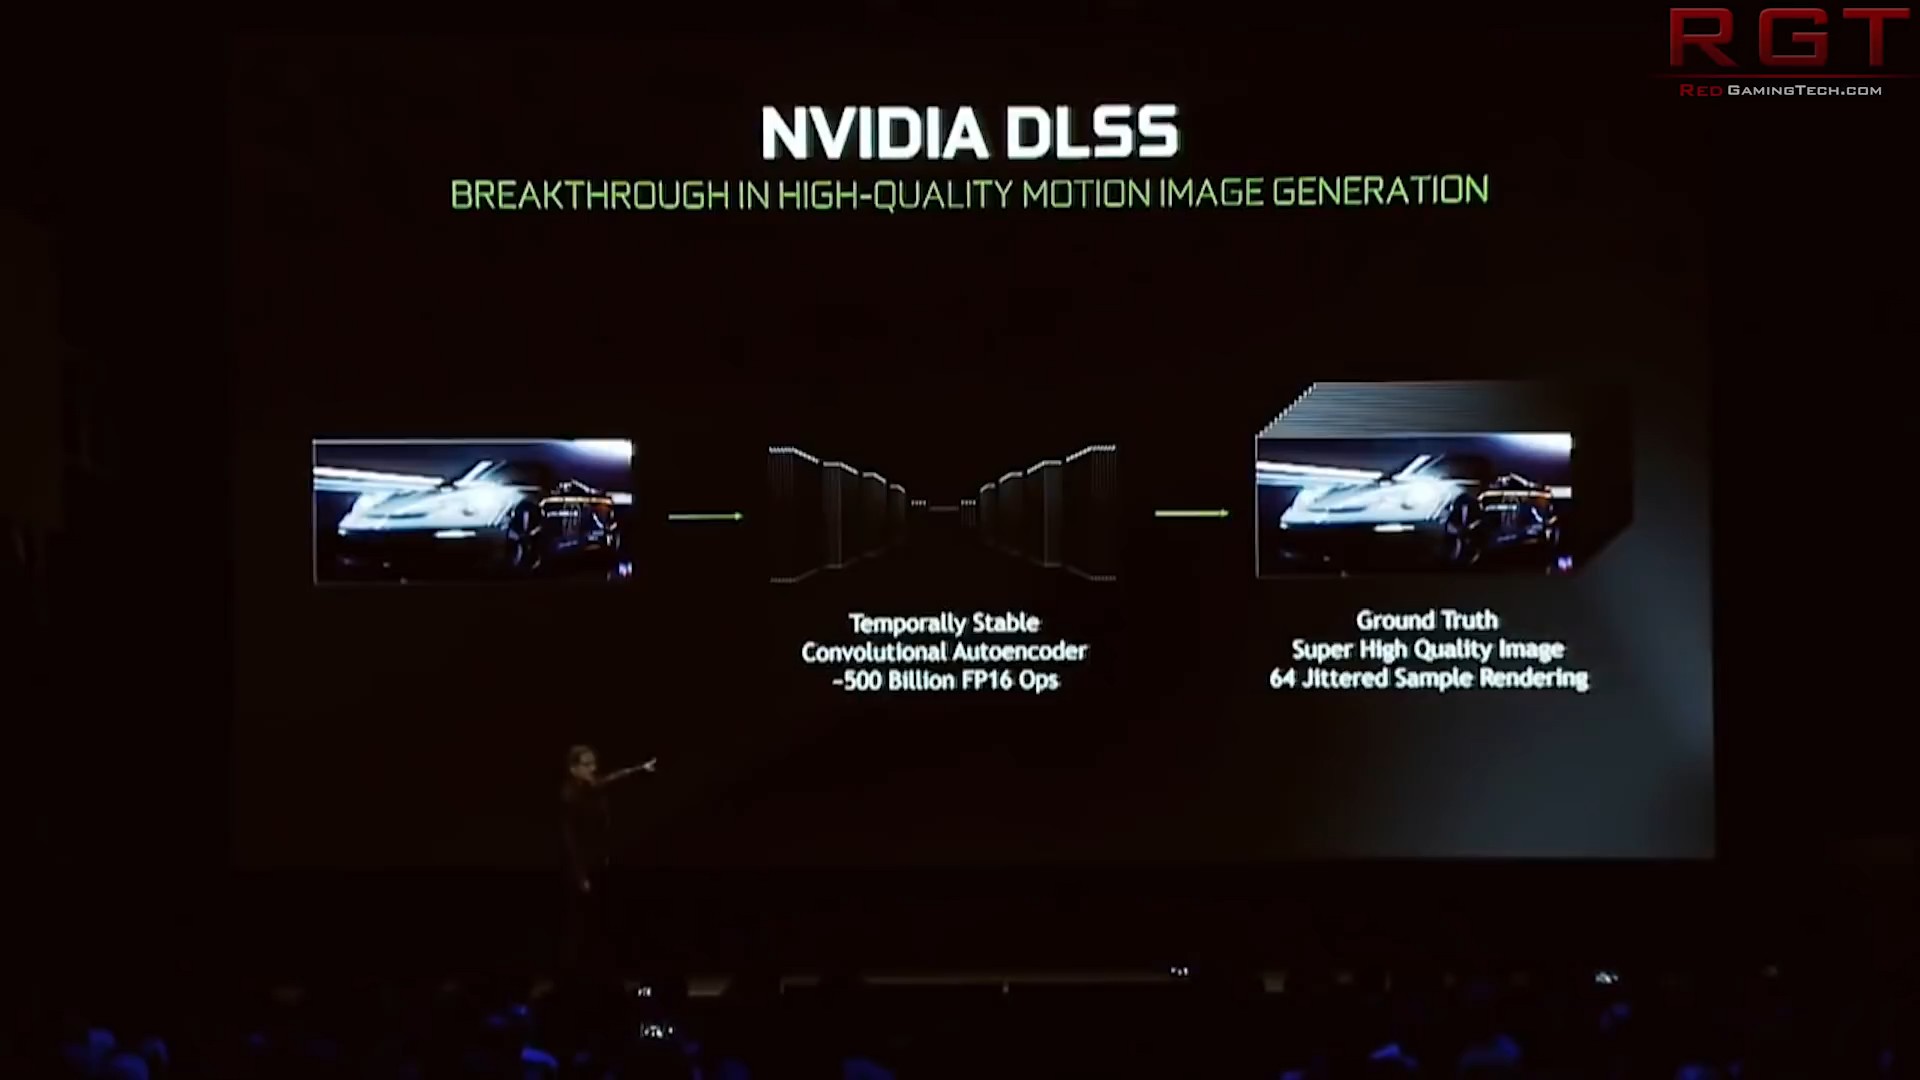 RGT
RedGamingTech.com
NVIDIA DLSS
BREAKTHROUGH IN HIGH-QUALITY MOTION IMAGE GENERATION
Temporally Stable
Convolutional Autoencoder
~500 Billion FP16 Ops
Ground Truth
Super High Quality Image
64 Jittered Sample Rendering